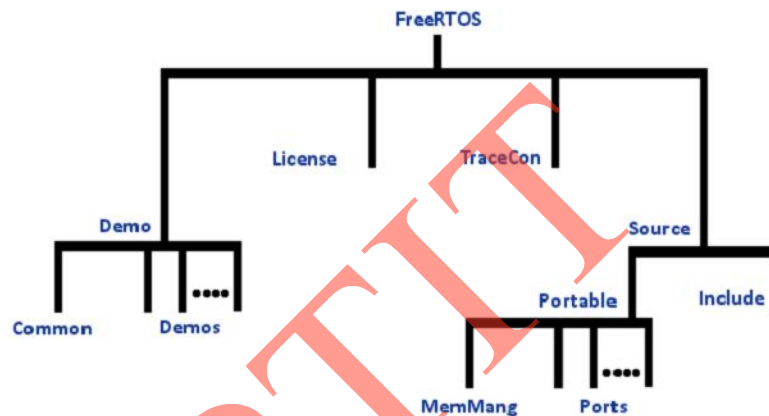 FreeRTOS
License
TraceCon
Demo
Source
Portable
Include
Common
Demos
MemMang
Ports